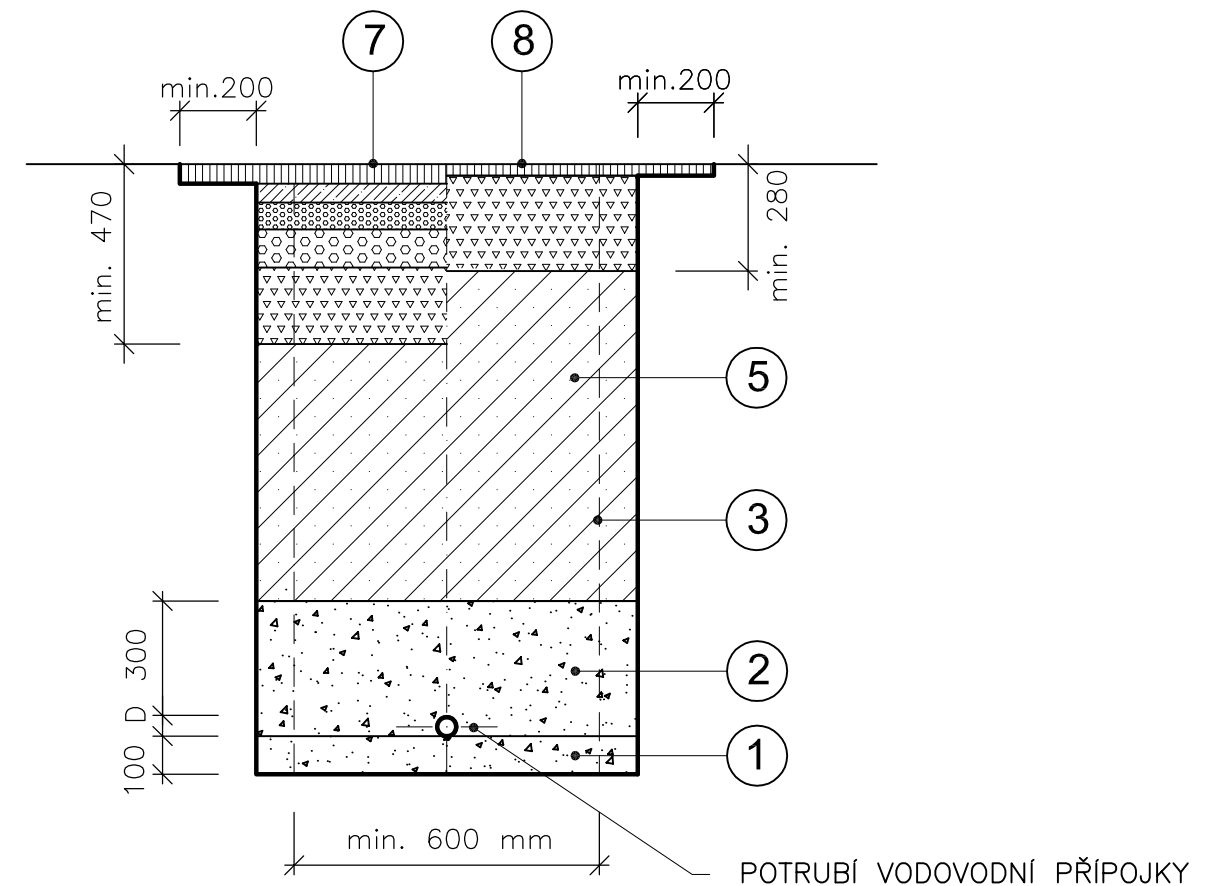 7
8
min.200
min.200
min. 470
min. 280
5
3
300
2
D
100
1
min. 600 mm
POTRUBÍ VODOVODNÍ PŘÍPOJKY